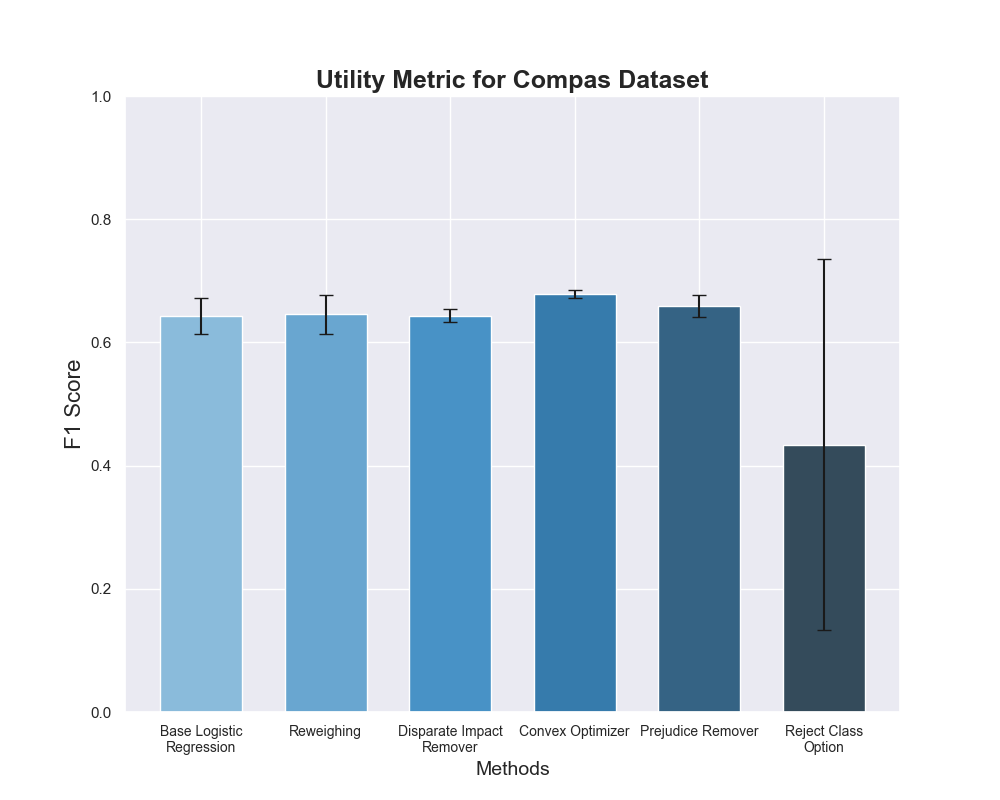 Utility Metric for Compas Dataset
1.0
0.8
0.6
0.4
0.2
0.0
F1 Score
Base Logistic
Regression
Reweighing
Disparate Impact
Remover
Convex Optimizer
Prejudice Remover
Reject Class
Option
Methods